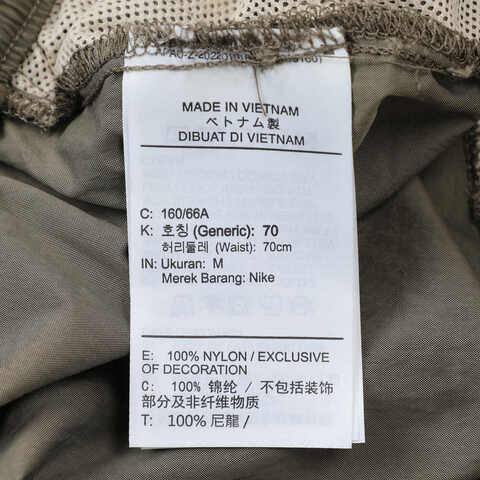 MADE IN VIETNAM
ベトナム製
DIBUAT DI VIETNAM
C: 160/66A
K: 호칭 (Generic): 70
허리둘레 (Waist): 70cm
IN: Ukuran: M
Merek Barang: Nike
E: 100% NYLON / EXCLUSIVE
OF DECORATION
C: 100% 锦纶 / 不包括装饰
部分及非纤维物质
T: 100% 尼龍 /